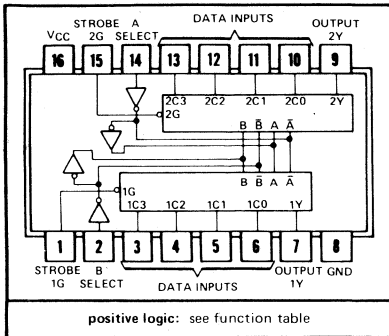 STROBE A DATA INPUTS OUTPUT
VCC 2G SELECT 2Y
16 15 14 13 12 11 10 9
2C3 2C2 2C1 2C0 2Y
2G
B B̅ A A̅
B B̅ A A̅
1G
1C3 1C2 1C1 1C0 1Y
1 2 3 4 5 6 7 8
STROBE B DATA INPUTS OUTPUT GND
1G SELECT 1Y
positive logic: see function table